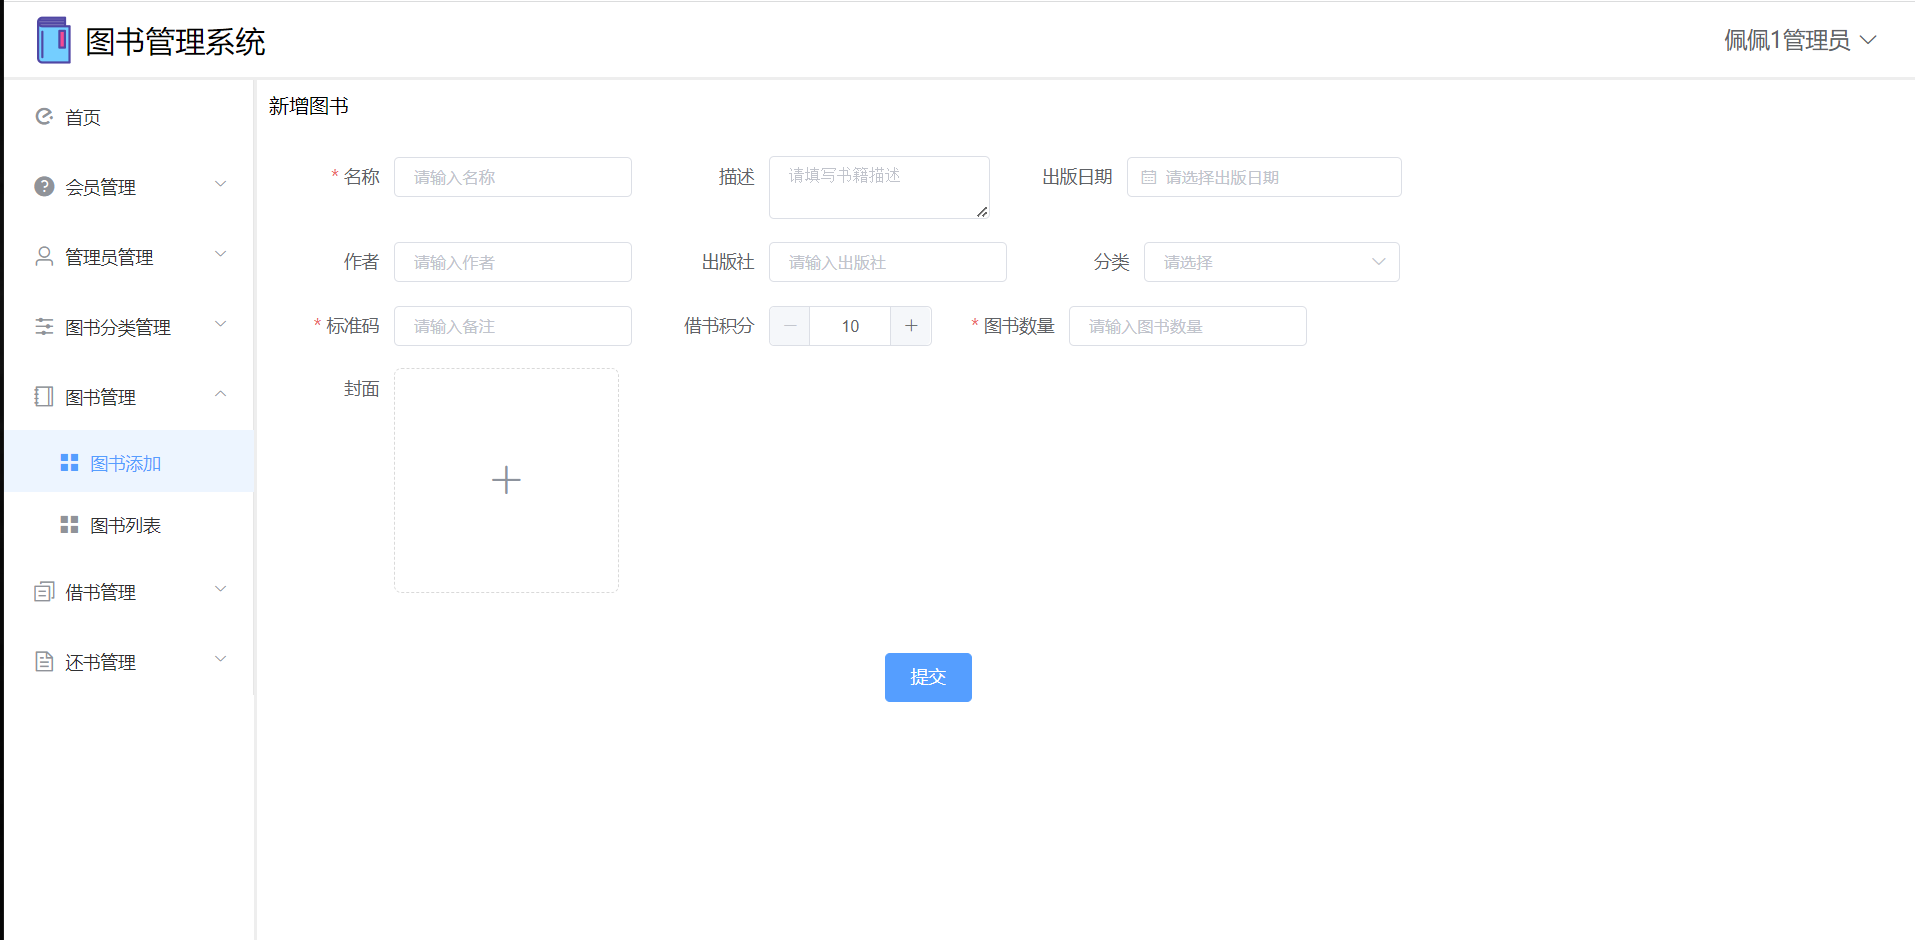 图书管理系统
佩佩1管理员
首页
会员管理
管理员管理
图书分类管理
图书管理
图书添加
图书列表
借书管理
还书管理
新增图书
* 名称 请输入名称 描述 请填写书籍描述 出版日期 请选择出版日期
作者 请输入作者 出版社 请输入出版社 分类 请选择
* 标准码 请输入备注 借书积分 10 * 图书数量 请输入图书数量
封面
提交